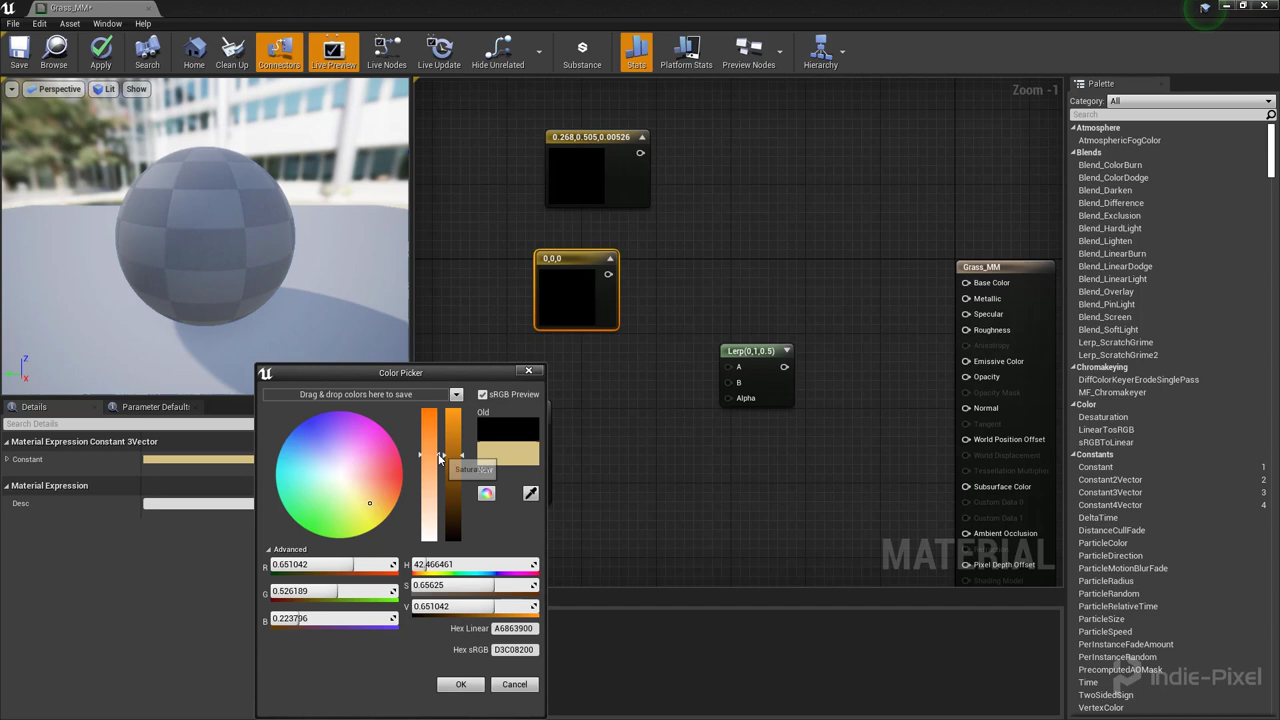 Grass_MM*
File Edit Asset Window Help
Save Browse Apply Search Home Clean Up Connectors Live Preview Live Nodes Live Update Hide Unrelated Substance Stats Platform Stats Preview Nodes Hierarchy
Perspective Lit Show
Zoom -1
Palette
Category: All
Search
Atmosphere
AtmosphericFogColor
Blends
Blend_ColorBurn
Blend_ColorDodge
Blend_Darken
Blend_Difference
Blend_Exclusion
Blend_HardLight
Blend_Lighten
Blend_LinearBurn
Blend_LinearDodge
Blend_LinearLight
Blend_Overlay
Blend_PinLight
Blend_Screen
Blend_SoftLight
Lerp_ScratchGrime
Lerp_ScratchGrime2
Chromakeying
DiffColorKeyerErodeSinglePass
MF_Chromakeyer
Color
Desaturation
LinearTosRGB
sRGBToLinear
Constants
Constant 1
Constant2Vector 2
Constant3Vector 3
Constant4Vector 4
DeltaTime
DistanceCullFade
ParticleColor
ParticleDirection
ParticleMotionBlurFade
ParticleRadius
ParticleRandom
ParticleRelativeTime
ParticleSize
ParticleSpeed
PerInstanceFadeAmount
PerInstanceRandom
PrecomputedAOMask
Time
TwoSidedSign
VertexColor
0.268,0.505,0.00526
0,0,0
Lerp(0,1,0.5)
A
B
Alpha
Grass_MM
Base Color
Metallic
Specular
Roughness
Anisotropy
Emissive Color
Opacity
Opacity Mask
Normal
Tangent
World Position Offset
World Displacement
Tessellation Multiplier
Subsurface Color
Custom Data 0
Custom Data 1
Ambient Occlusion
Pixel Depth Offset
Shading Model
MATERIAL
Z
X
Details Parameter Default
Search Details
Material Expression Constant 3Vector
Constant
Material Expression
Desc
Color Picker
Drag & drop colors here to save
sRGB Preview
Old
Advanced
R 0.651042
G 0.526189
B 0.223796
H 42.466461
S 0.65625
V 0.651042
Hex Linear A6863900
Hex sRGB D3C08200
OK Cancel
Indie-Pixel